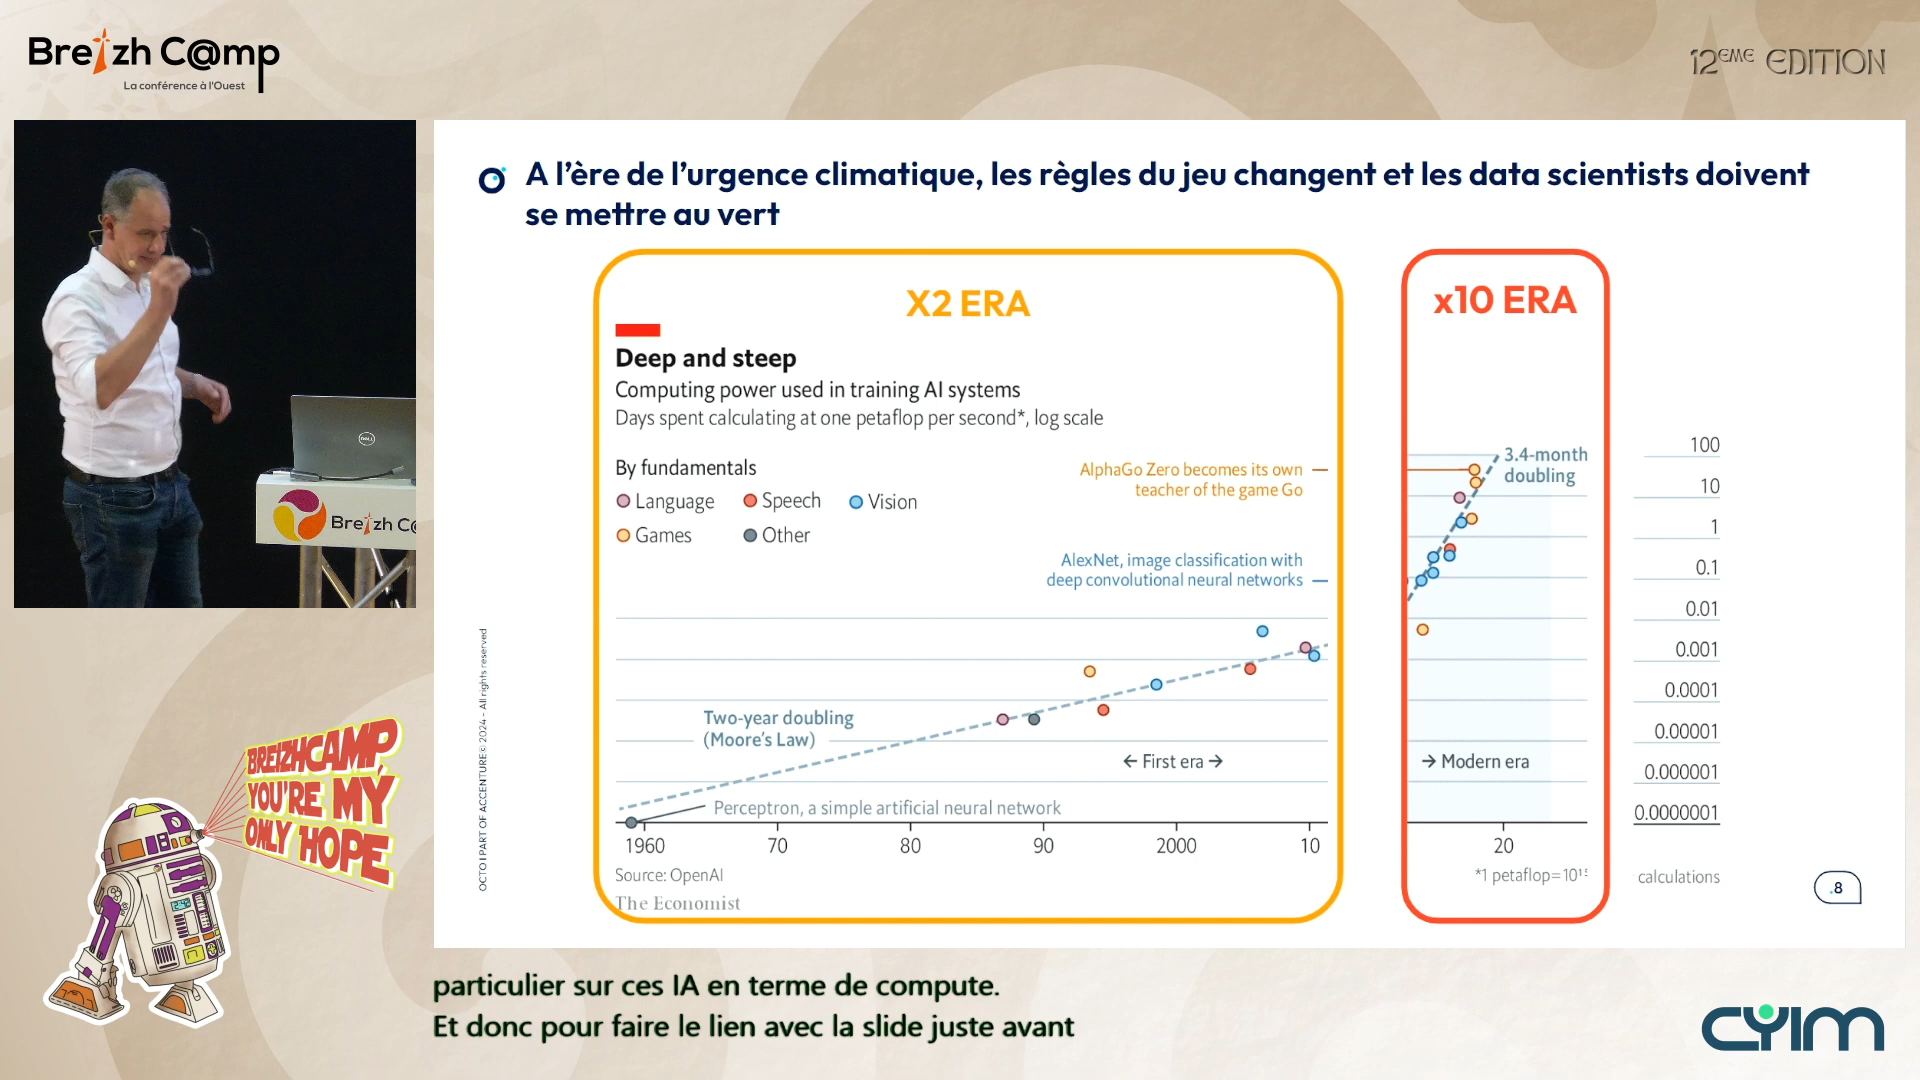 Breizh C@mp
La conférence à l'Ouest
12ÈME EDITION
A l'ère de l'urgence climatique, les règles du jeu changent et les data scientists doivent
se mettre au vert
X2 ERA
x10 ERA
Deep and steep
Computing power used in training AI systems
Days spent calculating at one petaflop per second*, log scale
By fundamentals
Language
Speech
Vision
Games
Other
AlphaGo Zero becomes its own
teacher of the game Go
AlexNet, image classification with
deep convolutional neural networks
3.4-month
doubling
100
10
1
0.1
0.01
0.001
0.0001
0.00001
0.000001
0.0000001
Two-year doubling
(Moore's Law)
← First era →
→ Modern era
Perceptron, a simple artificial neural network
1960
70
80
90
2000
10
20
Source: OpenAI
The Economist
*1 petaflop=10¹⁵
calculations
.8
OCTO I PART OF ACCENTURE © 2024 - All rights reserved
DELL
Breizh C@
BREIZHCAMP,
YOU'RE MY
ONLY HOPE
particulier sur ces IA en terme de compute.
Et donc pour faire le lien avec la slide juste avant
CYIM